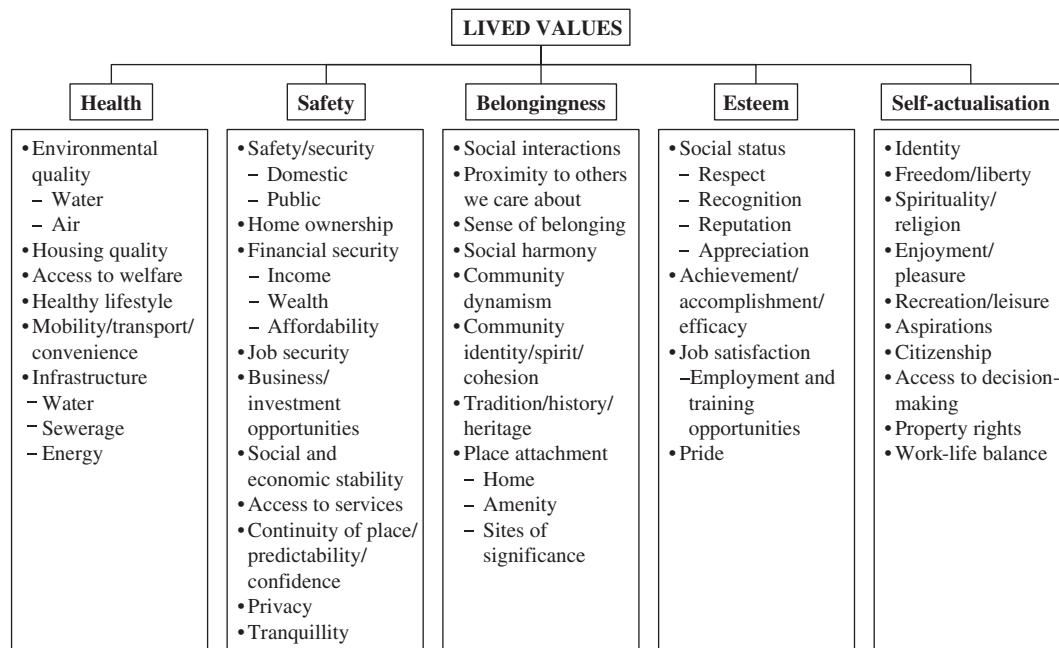 LIVED VALUES
Health
• Environmental
quality
– Water
– Air
• Housing quality
• Access to welfare
• Healthy lifestyle
• Mobility/transport/
convenience
• Infrastructure
– Water
– Sewerage
– Energy
Safety
• Safety/security
– Domestic
– Public
• Home ownership
• Financial security
– Income
– Wealth
– Affordability
• Job security
• Business/
investment
opportunities
• Social and
economic stability
• Access to services
• Continuity of place/
predictability/
confidence
• Privacy
• Tranquillity
Belongingness
• Social interactions
• Proximity to others
we care about
• Sense of belonging
• Social harmony
• Community
dynamism
• Community
identity/spirit/
cohesion
• Tradition/history/
heritage
• Place attachment
– Home
– Amenity
– Sites of
significance
Esteem
• Social status
– Respect
– Recognition
– Reputation
– Appreciation
• Achievement/
accomplishment/
efficacy
• Job satisfaction
–Employment and
training
opportunities
• Pride
Self-actualisation
• Identity
• Freedom/liberty
• Spirituality/
religion
• Enjoyment/
pleasure
• Recreation/leisure
• Aspirations
• Citizenship
• Access to decision-
making
• Property rights
• Work-life balance